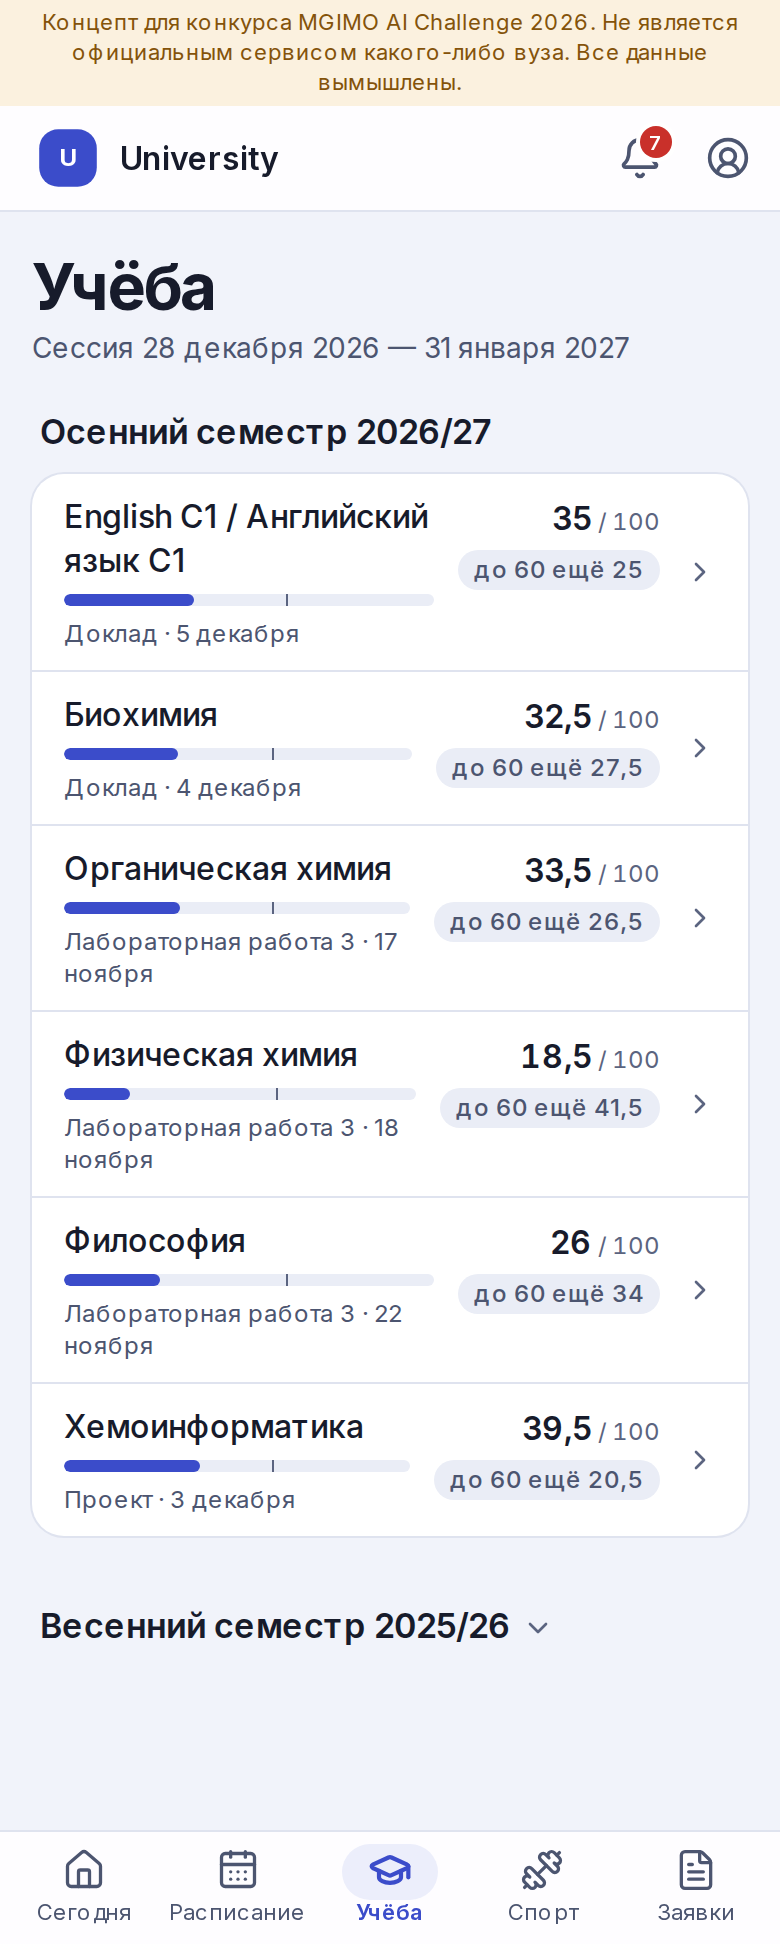 Концепт для конкурса MGIMO AI Challenge 2026. Не является
официальным сервисом какого-либо вуза. Все данные
вымышлены.
U University 7
Учёба
Сессия 28 декабря 2026 — 31 января 2027
Осенний семестр 2026/27
English C1 / Английский
язык C1
35 / 100
до 60 ещё 25
Доклад · 5 декабря
Биохимия
32,5 / 100
до 60 ещё 27,5
Доклад · 4 декабря
Органическая химия
33,5 / 100
до 60 ещё 26,5
Лабораторная работа 3 · 17
ноября
Физическая химия
18,5 / 100
до 60 ещё 41,5
Лабораторная работа 3 · 18
ноября
Философия
26 / 100
до 60 ещё 34
Лабораторная работа 3 · 22
ноября
Хемоинформатика
39,5 / 100
до 60 ещё 20,5
Проект · 3 декабря
Весенний семестр 2025/26
Сегодня Расписание Учёба Спорт Заявки